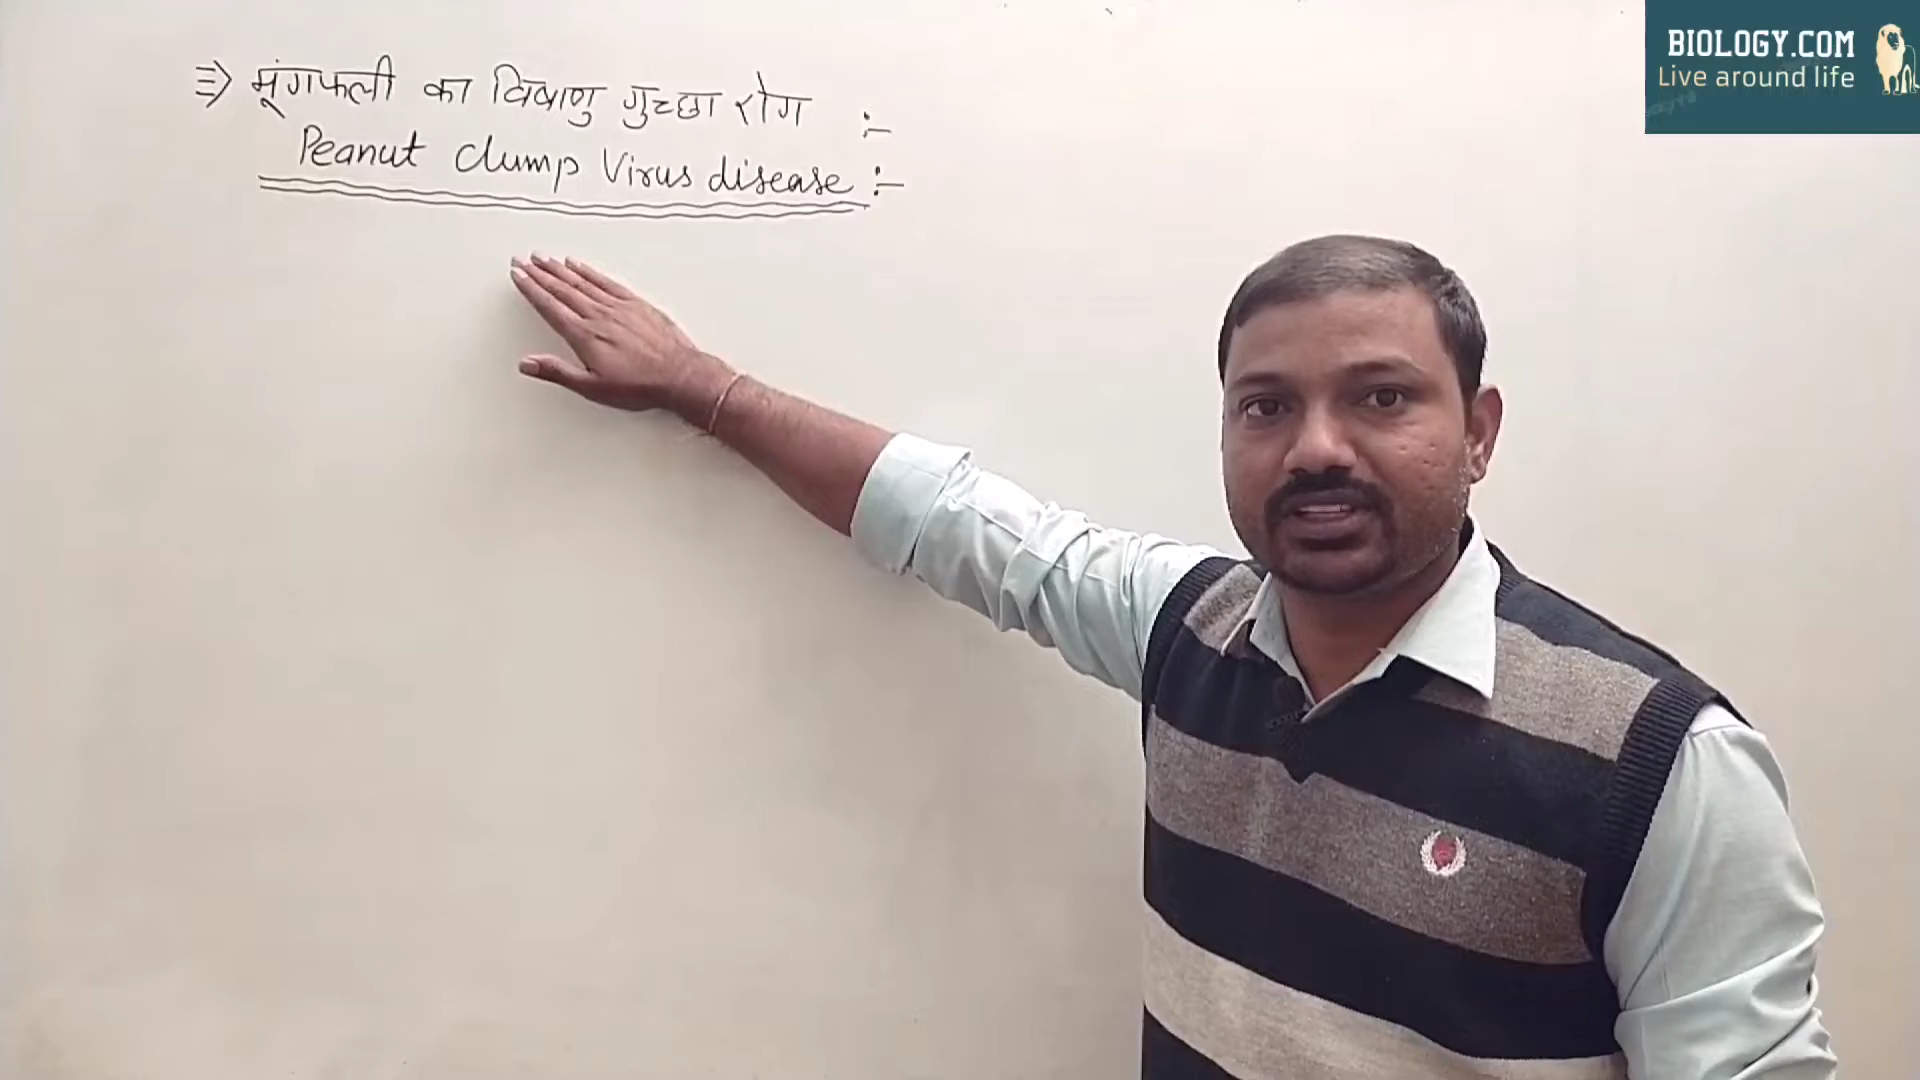 ⇒ मूंगफली का विषाणु गुच्छा रोग :-
Peanut clump Virus disease :-
BIOLOGY.COM
Live around life